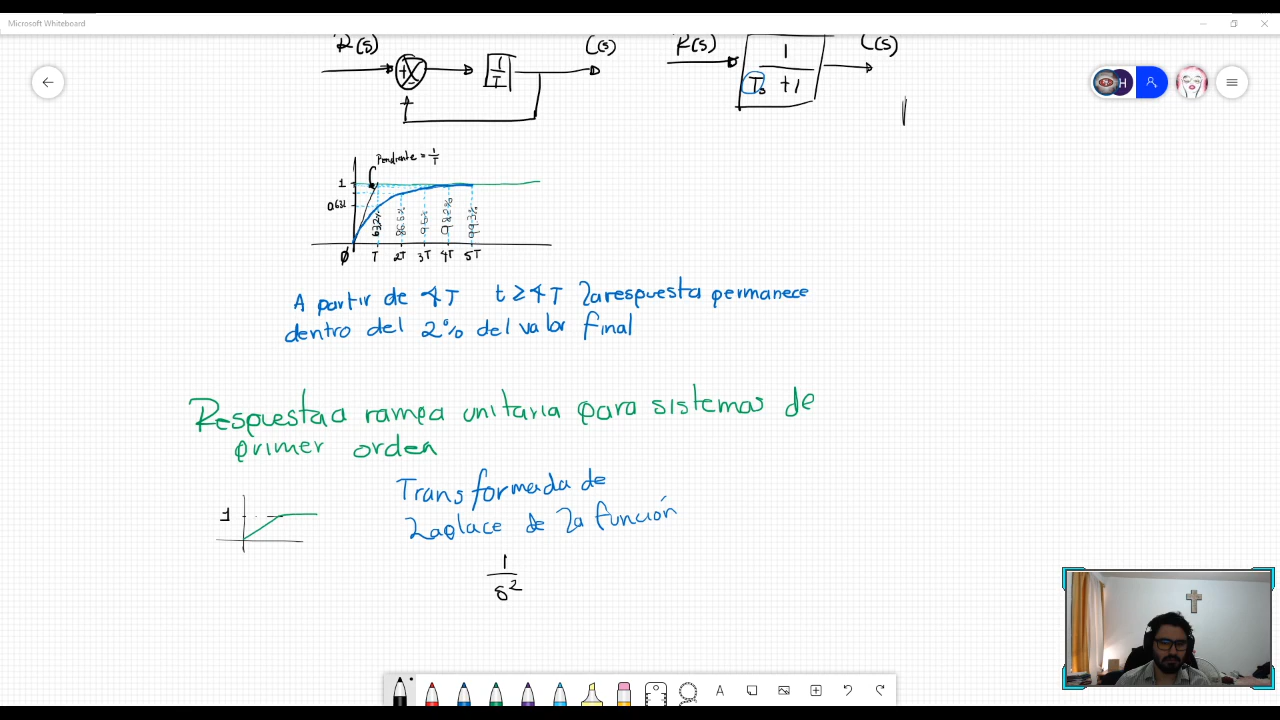 Microsoft Whiteboard
R(s)
C(s)
R(s)
C(s)
+
1
T
+
1
Ts +1
H
Pendiente = 1/T
1
0.632
63.2%
86.5%
95%
98.2%
99.3%
0 T 2T 3T 4T 5T
A partir de 4T t ≥ 4T La respuesta permanece
dentro del 2% del valor final
Respuesta a rampa unitaria para sistemas de
primer orden
Transformada de
Laplace de la función
1
1
s²
A